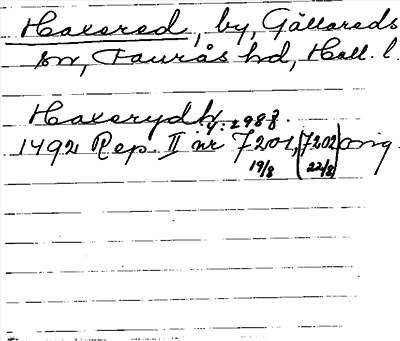 Haxered, by, Gällareds
sn, Faurås hd, Hall. l.
Haxerydh
1492 Rep. II nr 7201, (7202) orig
19/8 22/8